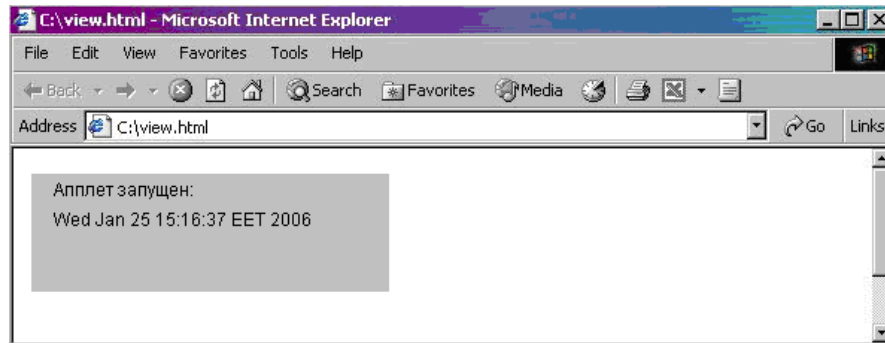 C:\view.html - Microsoft Internet Explorer
File Edit View Favorites Tools Help
Back Search Favorites Media
Address C:\view.html Go Links
Апплет запущен:
Wed Jan 25 15:16:37 EET 2006